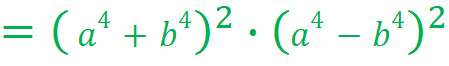 = ( a⁴ + b⁴ )² · (a⁴ − b⁴ )²